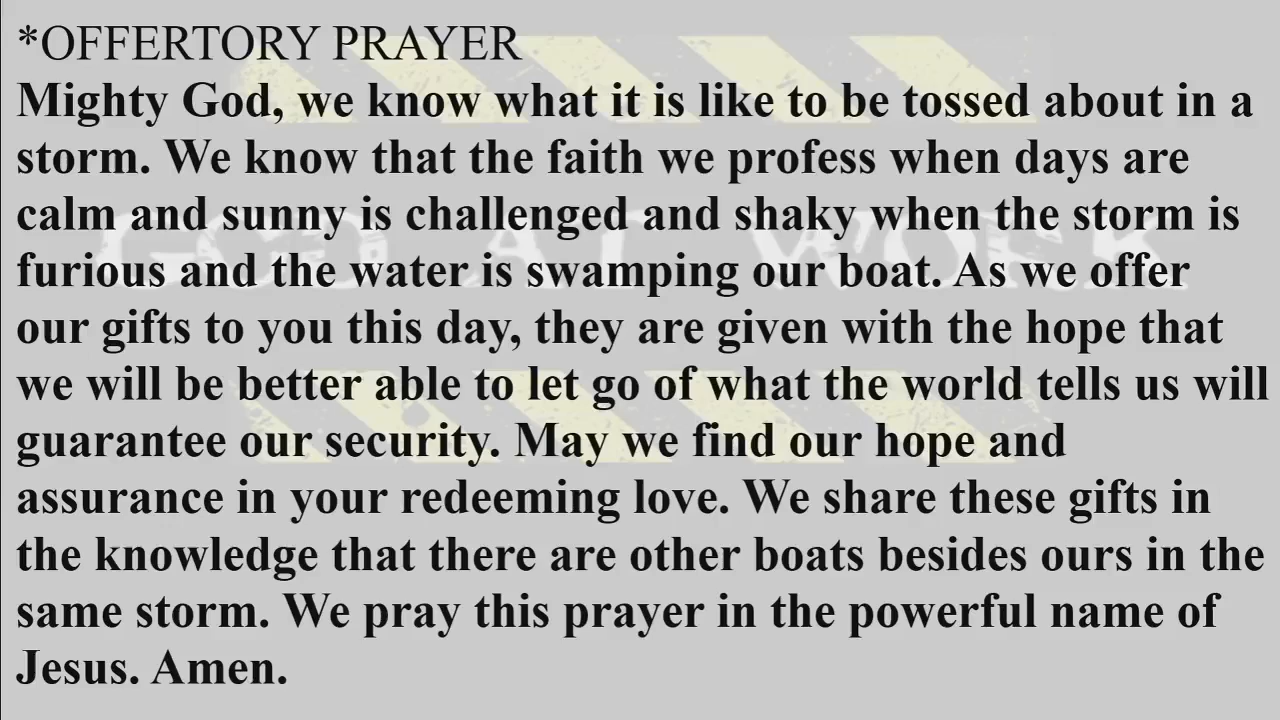 *OFFERTORY PRAYER
Mighty God, we know what it is like to be tossed about in a
storm. We know that the faith we profess when days are
calm and sunny is challenged and shaky when the storm is
GOD AT WORK
furious and the water is swamping our boat. As we offer
our gifts to you this day, they are given with the hope that
we will be better able to let go of what the world tells us will
guarantee our security. May we find our hope and
assurance in your redeeming love. We share these gifts in
the knowledge that there are other boats besides ours in the
same storm. We pray this prayer in the powerful name of
Jesus. Amen.